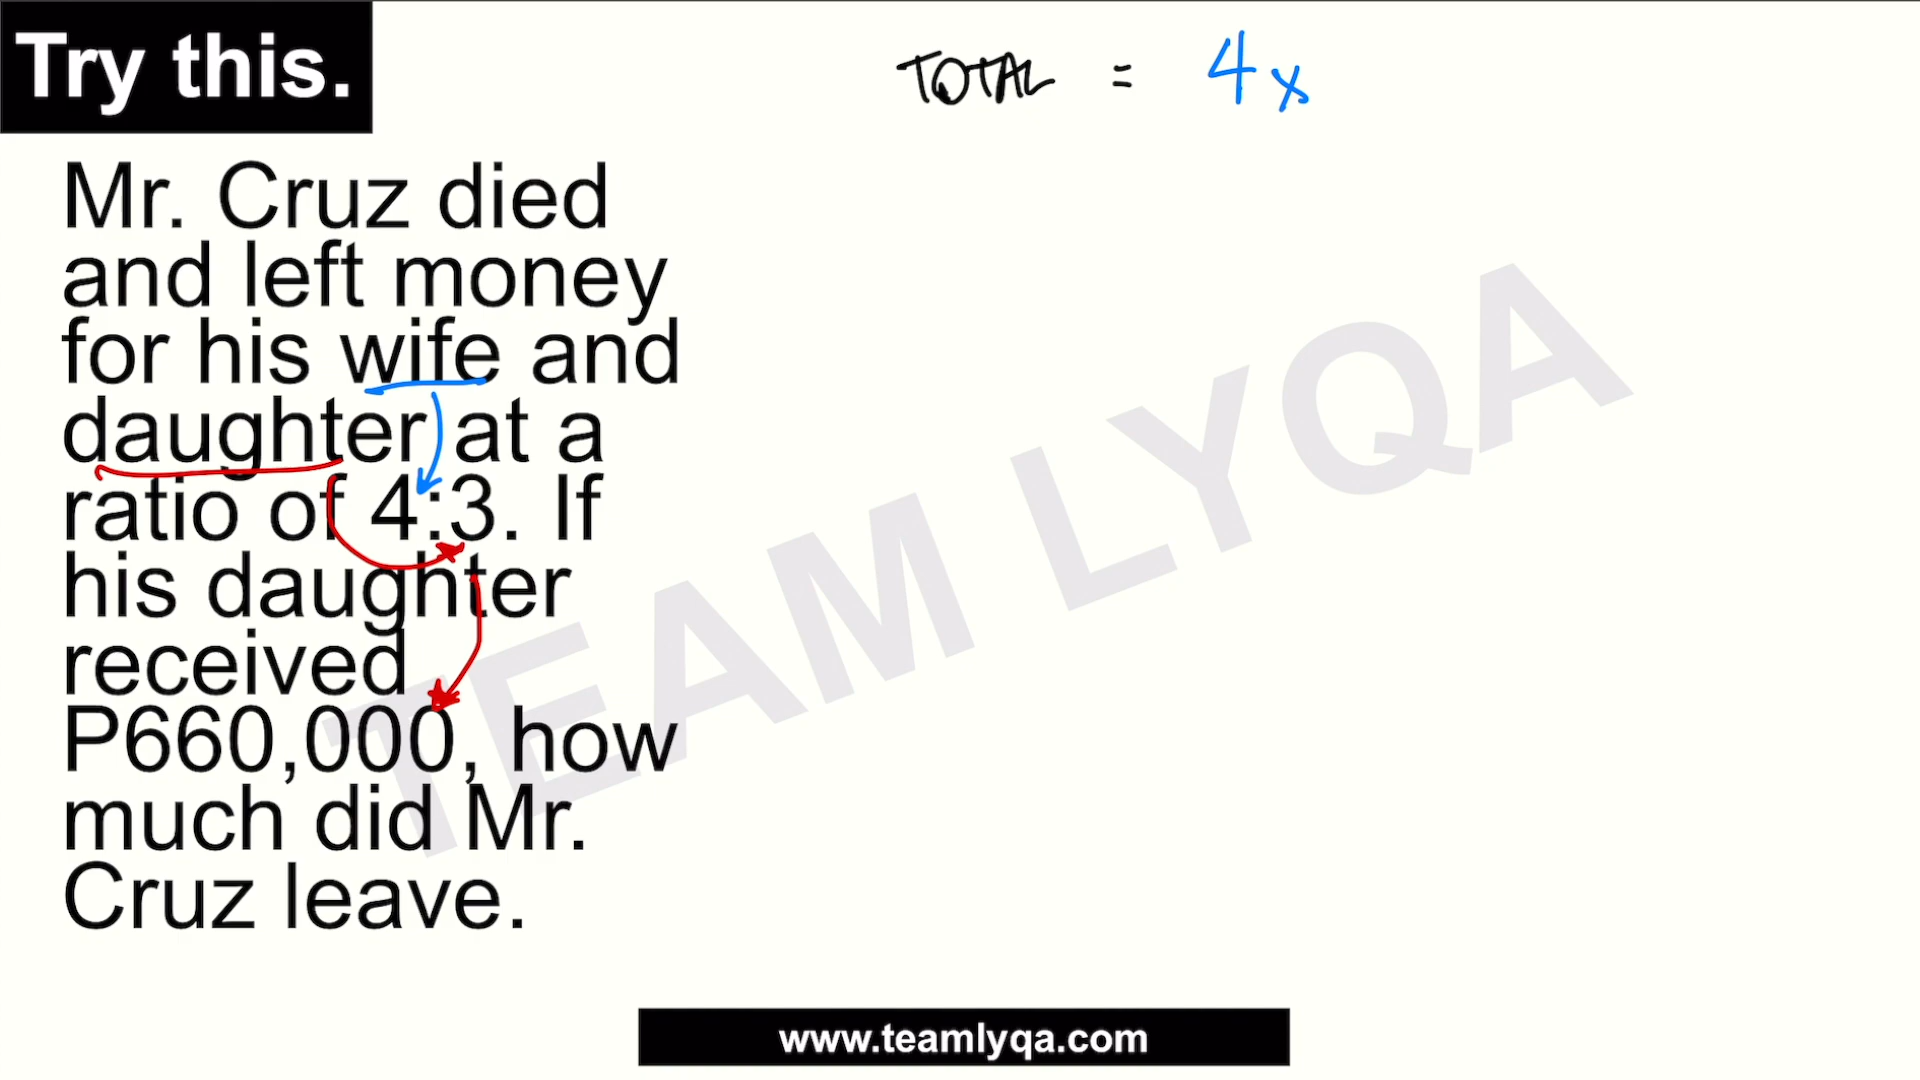 Try this.
TOTAL = 4x
Mr. Cruz died
and left money
for his wife and
daughter at a
ratio of 4:3. If
his daughter
received
P660,000, how
much did Mr.
Cruz leave.
TEAM LYQA
www.teamlyqa.com